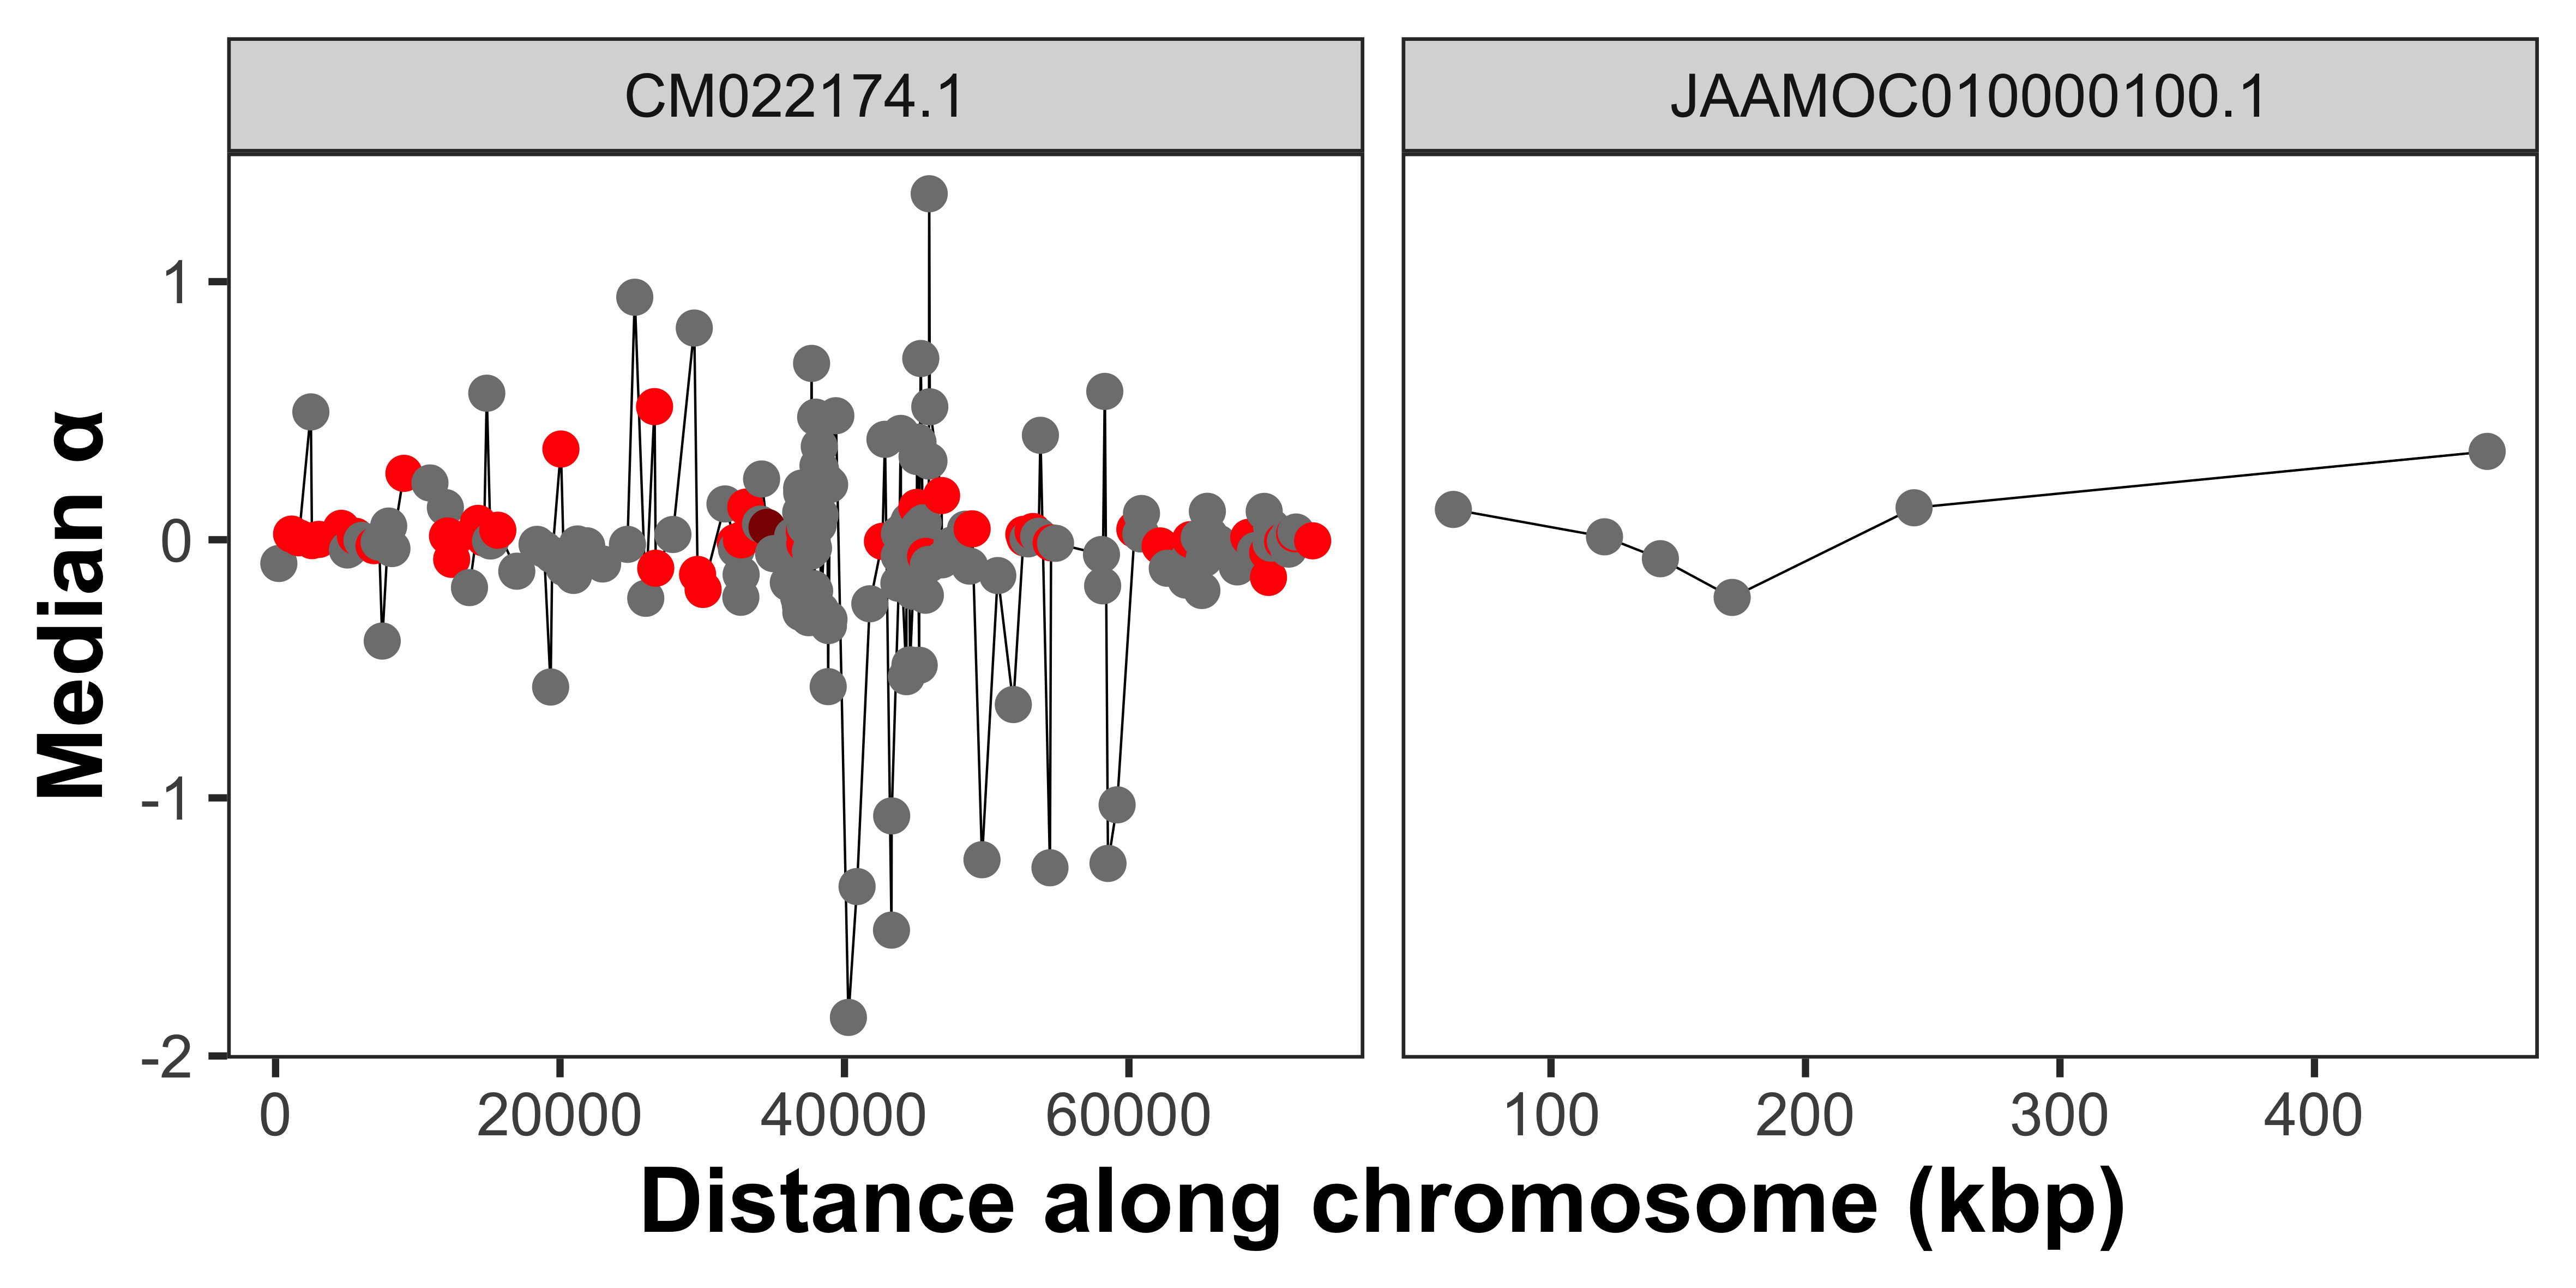 CM022174.1
JAAMOC010000100.1
Median α
1
0
-1
-2
0 20000 40000 60000
100 200 300 400
Distance along chromosome (kbp)